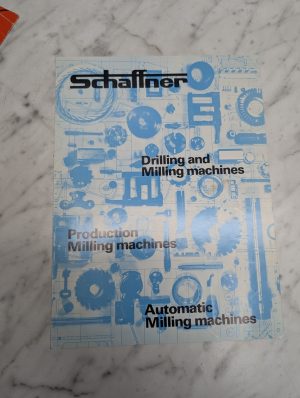 Schaffner
Drilling and
Milling machines
Production
Milling machines
Automatic
Milling machines